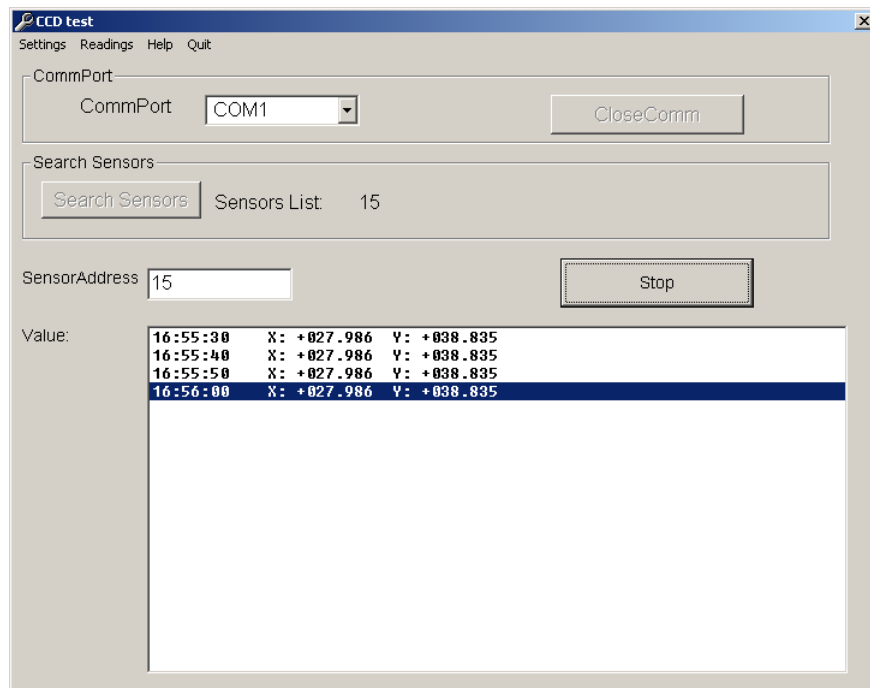 CCD test
Settings Readings Help Quit
CommPort
CommPort COM1 CloseComm
Search Sensors
Search Sensors Sensors List: 15
SensorAddress 15 Stop
Value:
16:55:30 X: +027.986 Y: +038.835
16:55:40 X: +027.986 Y: +038.835
16:55:50 X: +027.986 Y: +038.835
16:56:00 X: +027.986 Y: +038.835